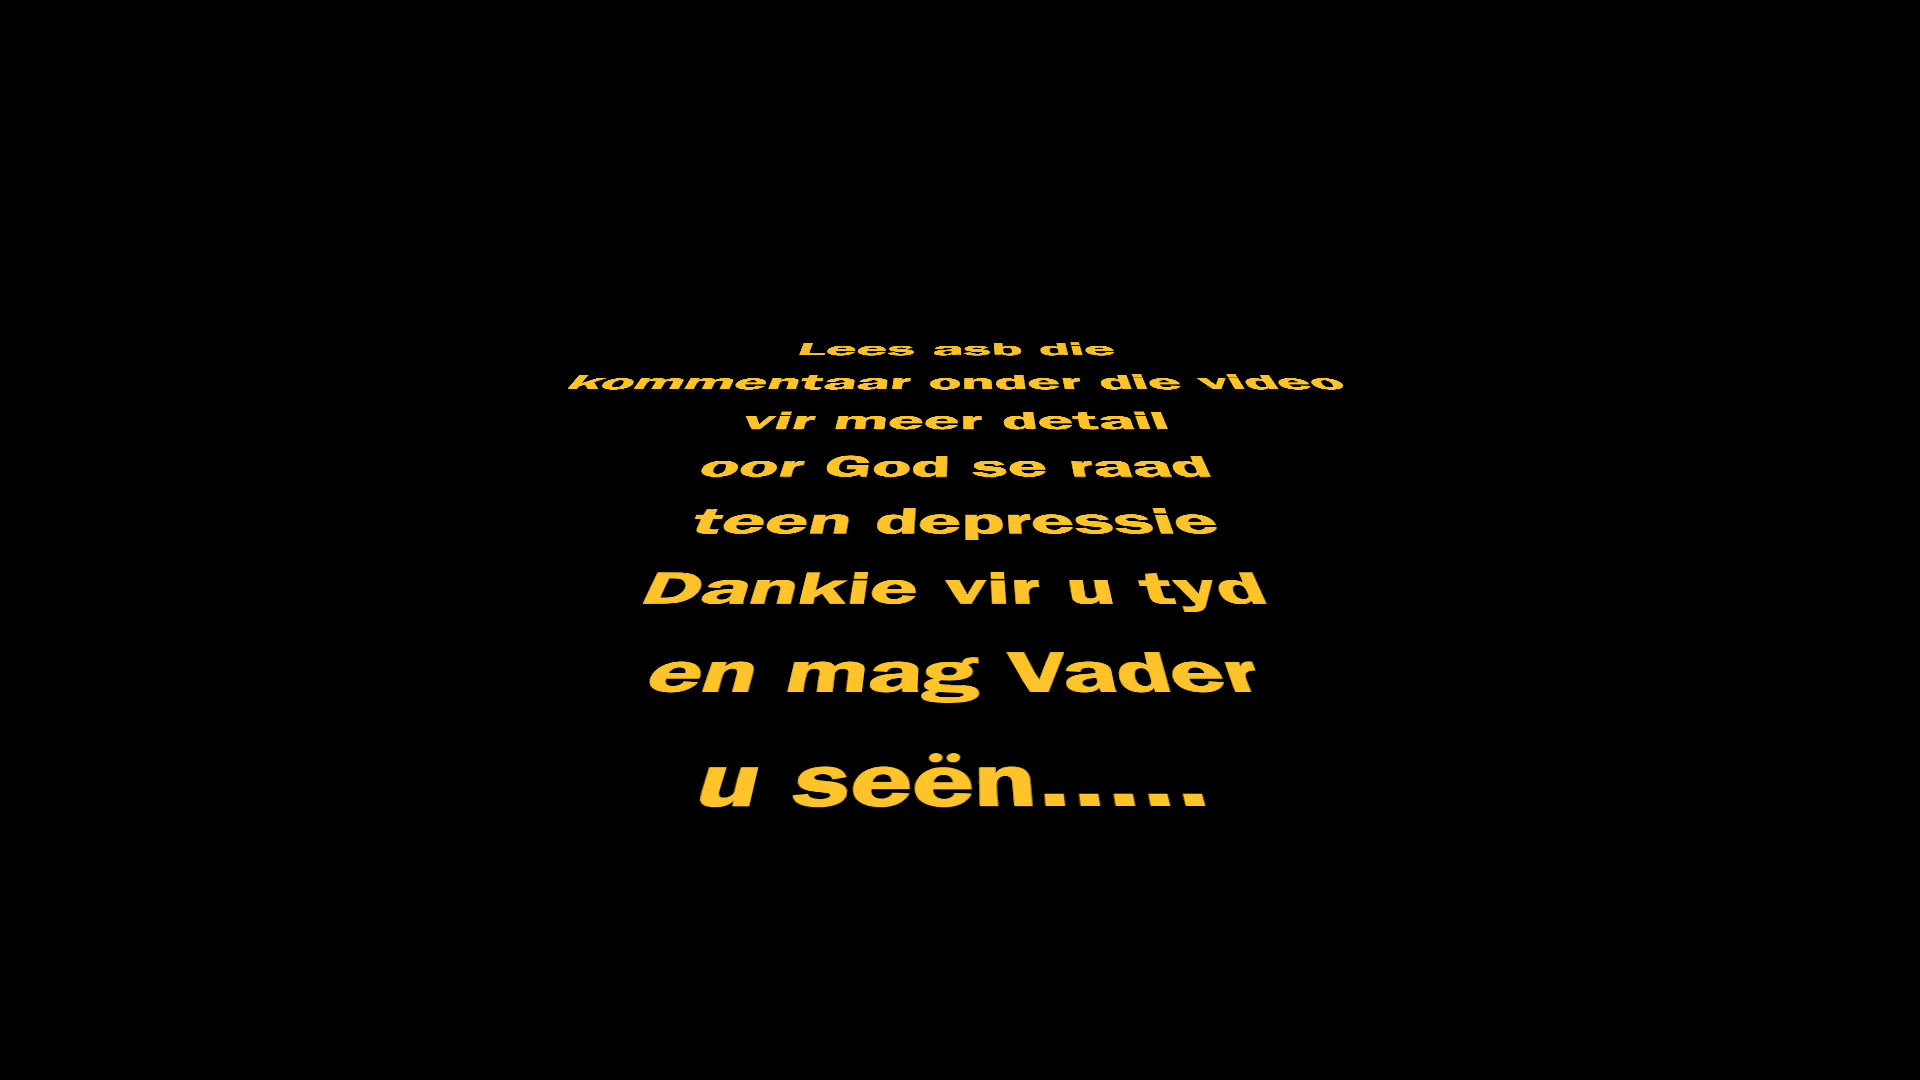 Lees asb die
kommentaar onder die video
vir meer detail
oor God se raad
teen depressie
Dankie vir u tyd
en mag Vader
u seën.....